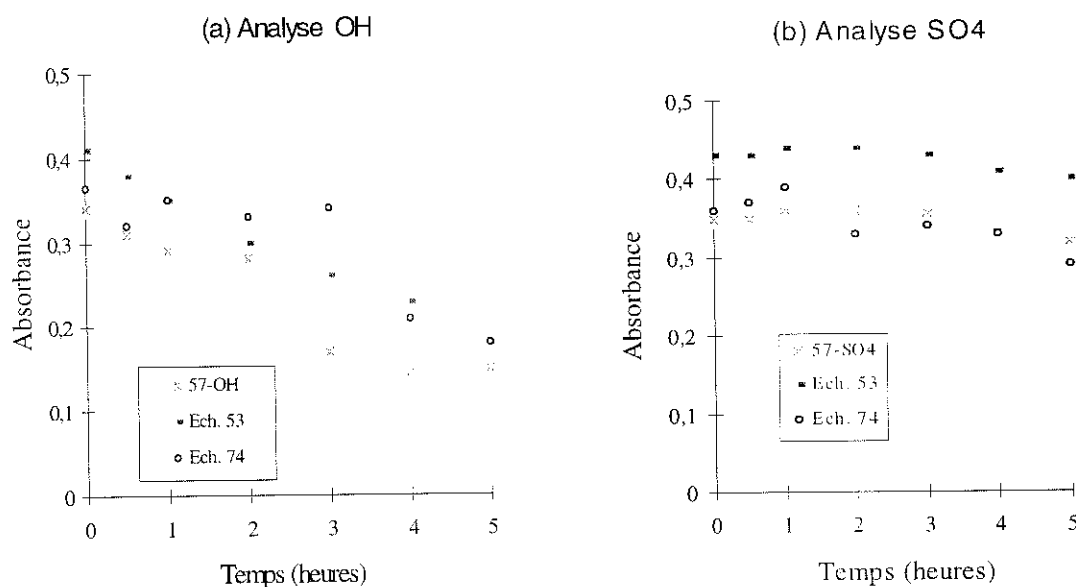 (a) Analyse OH
0,5
0,4
0,3
0,2
0,1
0
Absorbance
57-OH
Ech. 53
Ech. 74
0 1 2 3 4 5
Temps (heures)
(b) Analyse SO4
0,5
0,4
0,3
0,2
0,1
0
Absorbance
57-SO4
Ech. 53
Ech. 74
0 1 2 3 4 5
Temps (heures)